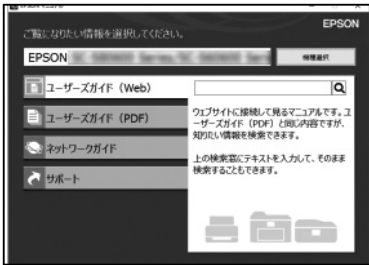 EPSON
ご覧になりたい情報を選択してください。
EPSON
機種選択
ユーザーズガイド（Web）
ユーザーズガイド（PDF）
ネットワークガイド
サポート
ウェブサイトに接続して見るマニュアルです。ユ
ーザーズガイド（PDF）と同じ内容ですが、
知りたい情報を検索できます。
上の検索窓にテキストを入力して、そのまま
検索することもできます。